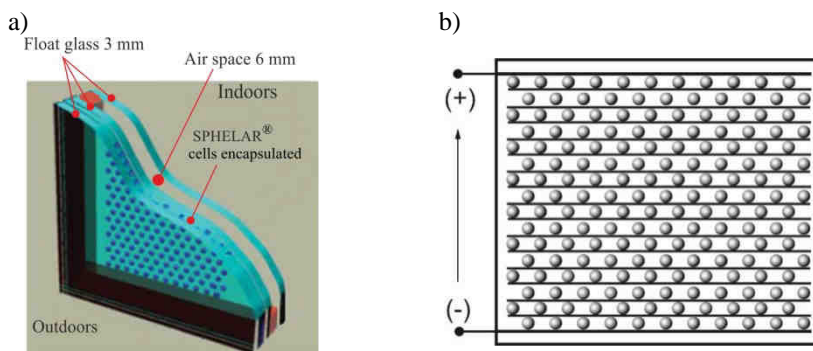 a)
Float glass 3 mm
Air space 6 mm
Indoors
SPHELAR®
cells encapsulated
Outdoors
b)
(+)
(-)